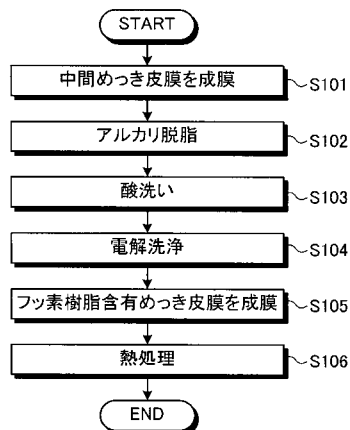 START
中間めっき皮膜を成膜
S101
アルカリ脱脂
S102
酸洗い
S103
電解洗浄
S104
フッ素樹脂含有めっき皮膜を成膜
S105
熱処理
S106
END